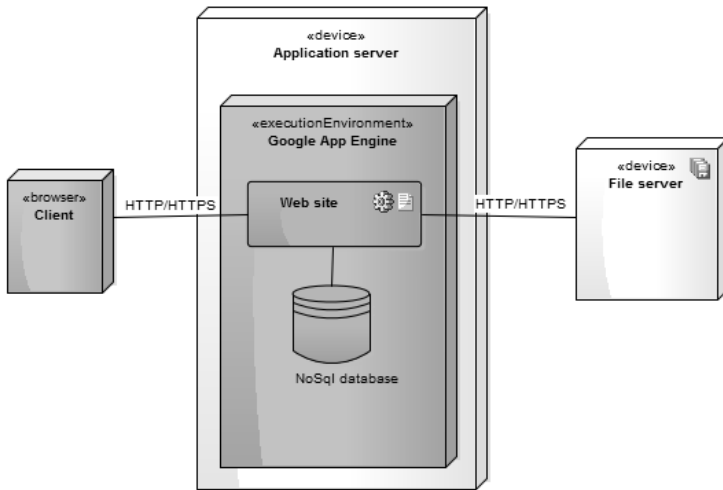 «device»
Application server
«executionEnvironment»
Google App Engine
«browser»
Client
HTTP/HTTPS
Web site
HTTP/HTTPS
«device»
File server
NoSql database